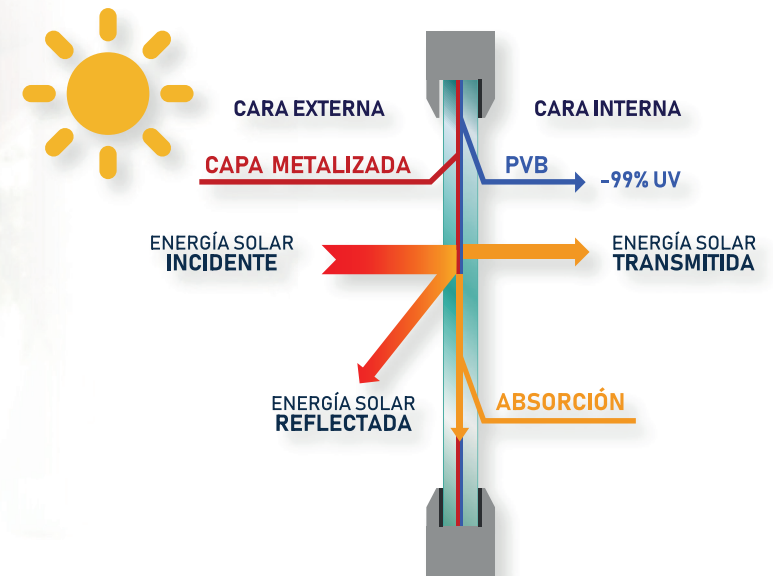 CARA EXTERNA
CARA INTERNA
CAPA METALIZADA
PVB
-99% UV
ENERGÍA SOLAR
INCIDENTE
ENERGÍA SOLAR
TRANSMITIDA
ENERGÍA SOLAR
REFLECTADA
ABSORCIÓN